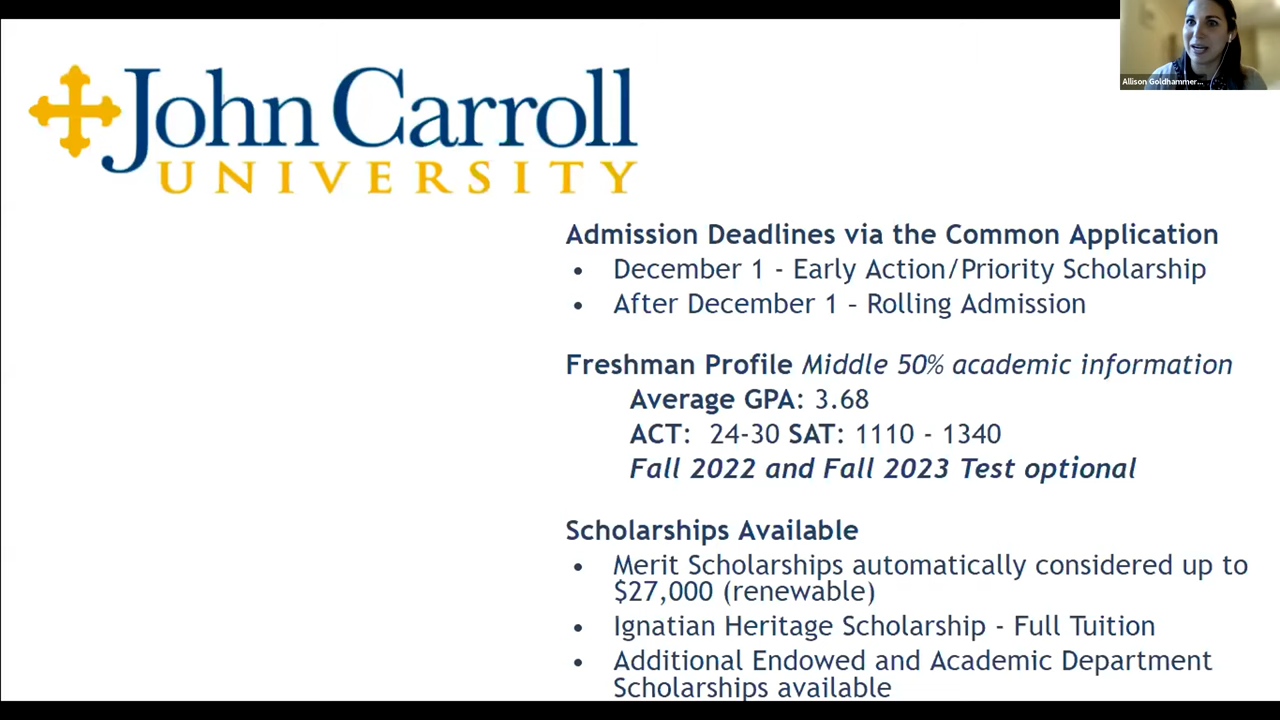 John Carroll
UNIVERSITY
Allison Goldhammer...
Admission Deadlines via the Common Application
• December 1 - Early Action/Priority Scholarship
• After December 1 – Rolling Admission
Freshman Profile Middle 50% academic information
Average GPA: 3.68
ACT: 24-30 SAT: 1110 - 1340
Fall 2022 and Fall 2023 Test optional
Scholarships Available
• Merit Scholarships automatically considered up to
$27,000 (renewable)
• Ignatian Heritage Scholarship - Full Tuition
• Additional Endowed and Academic Department
Scholarships available